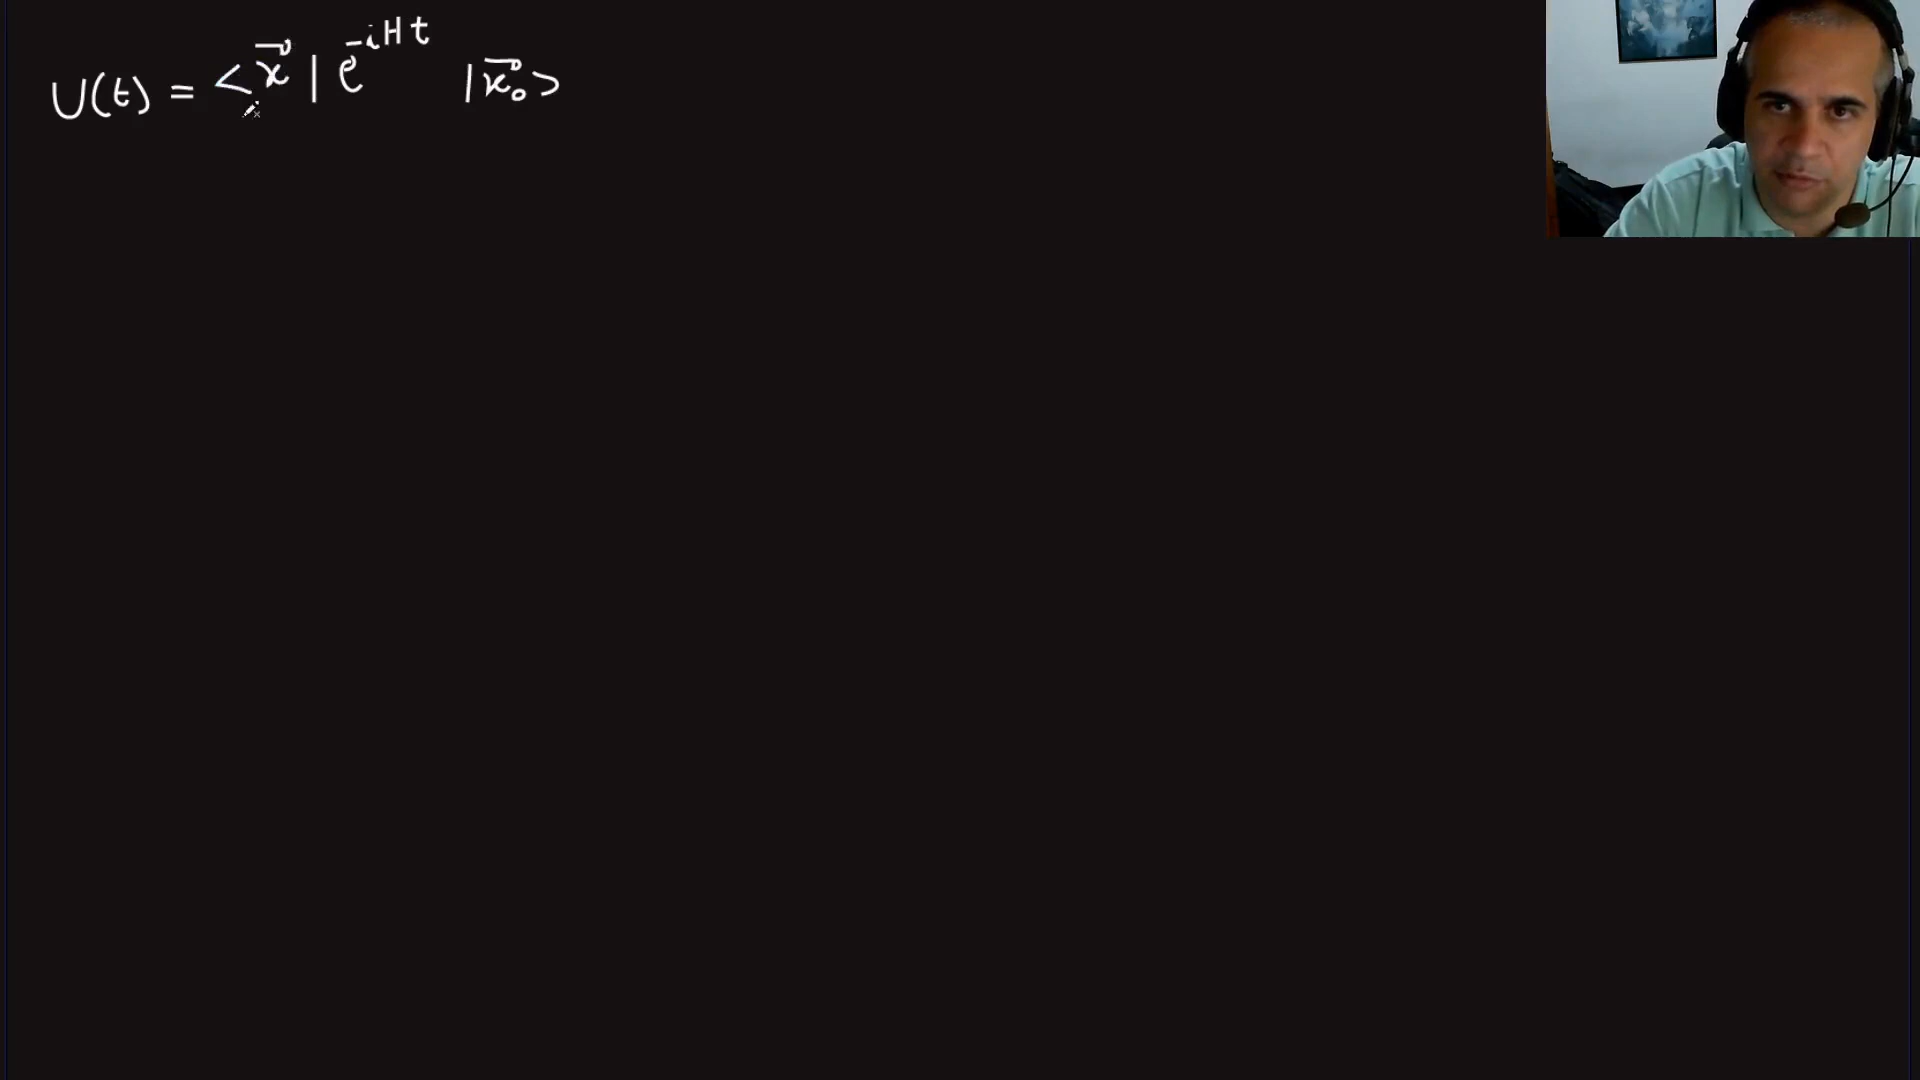 U(t) = <x⃗ | e^{-iHt} |x⃗₀>